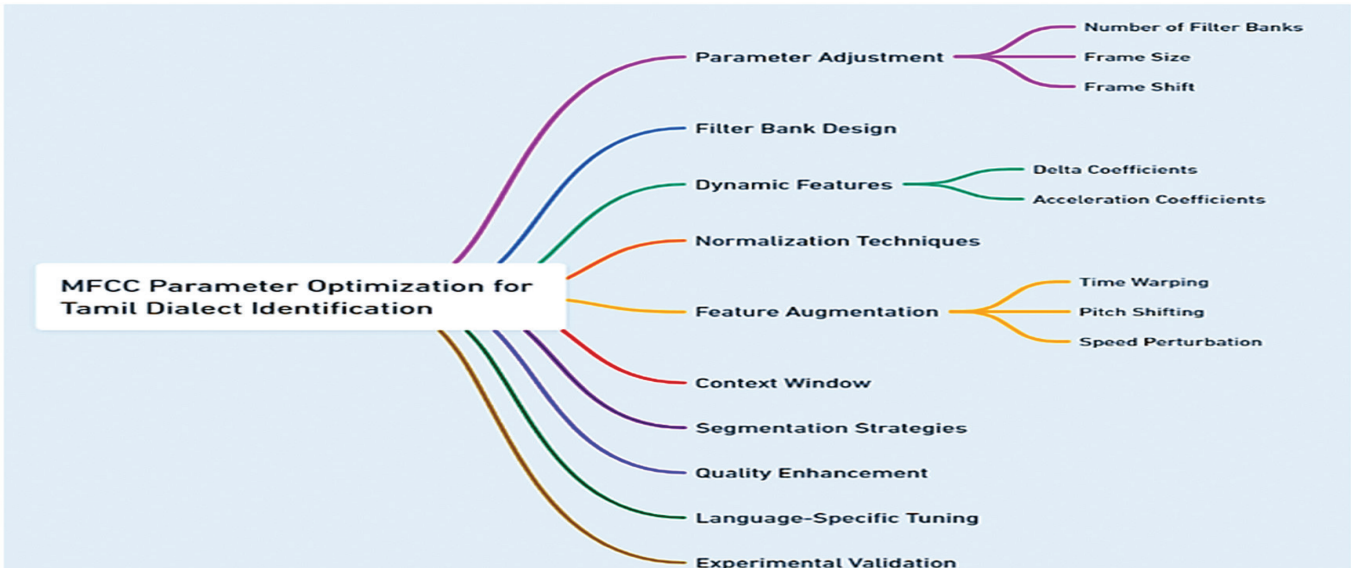 MFCC Parameter Optimization for
Tamil Dialect Identification
Parameter Adjustment
Number of Filter Banks
Frame Size
Frame Shift
Filter Bank Design
Dynamic Features
Delta Coefficients
Acceleration Coefficients
Normalization Techniques
Feature Augmentation
Time Warping
Pitch Shifting
Speed Perturbation
Context Window
Segmentation Strategies
Quality Enhancement
Language-Specific Tuning
Experimental Validation